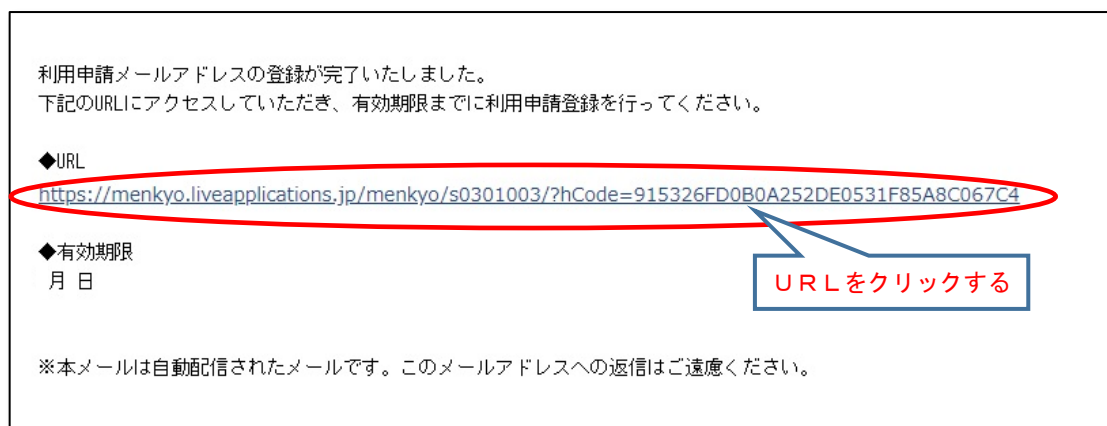 利用申請メールアドレスの登録が完了いたしました。
下記のURLにアクセスしていただき、有効期限までに利用申請登録を行ってください。
◆URL
https://menkyo.liveapplications.jp/menkyo/s0301003/?hCode=915326FD0B0A252DE0531F85A8C067C4
◆有効期限
月 日
ＵＲＬをクリックする
※本メールは自動配信されたメールです。このメールアドレスへの返信はご遠慮ください。